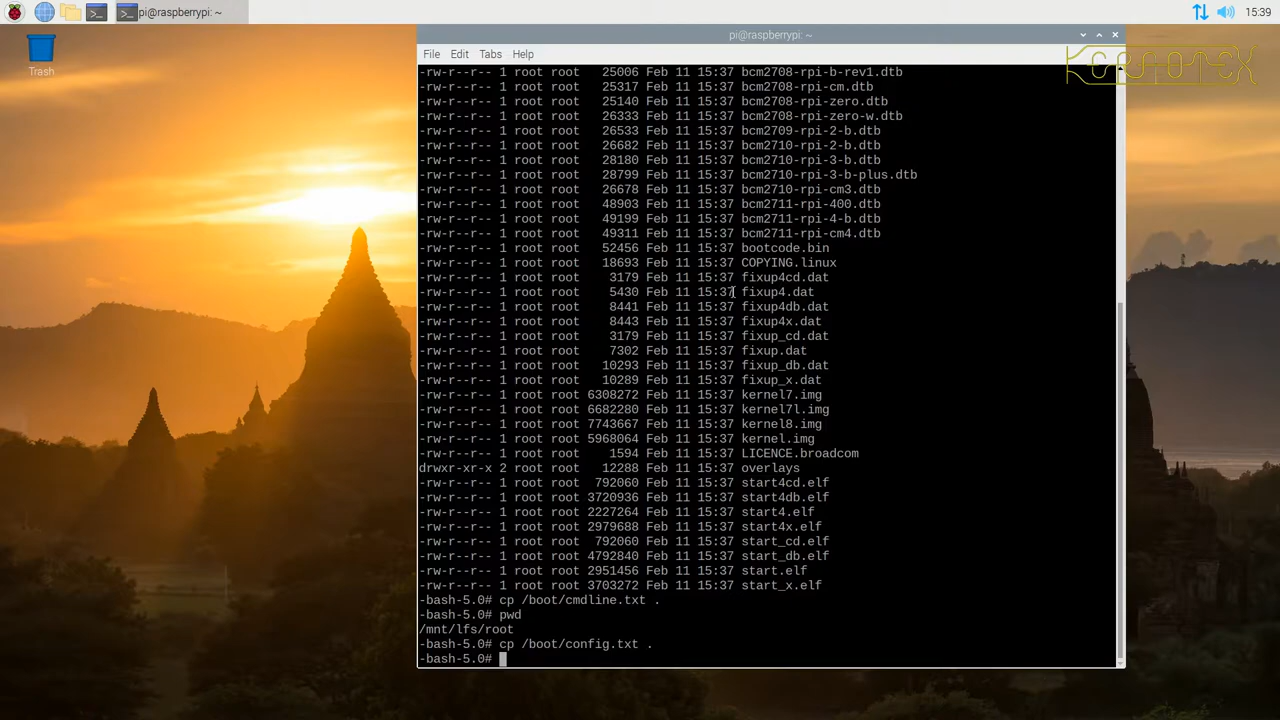 pi@raspberrypi: ~
15:39
Trash
pi@raspberrypi: ~
File Edit Tabs Help
KERNOTEX
-rw-r--r-- 1 root root 25006 Feb 11 15:37 bcm2708-rpi-b-rev1.dtb
-rw-r--r-- 1 root root 25317 Feb 11 15:37 bcm2708-rpi-cm.dtb
-rw-r--r-- 1 root root 25140 Feb 11 15:37 bcm2708-rpi-zero.dtb
-rw-r--r-- 1 root root 26333 Feb 11 15:37 bcm2708-rpi-zero-w.dtb
-rw-r--r-- 1 root root 26533 Feb 11 15:37 bcm2709-rpi-2-b.dtb
-rw-r--r-- 1 root root 26682 Feb 11 15:37 bcm2710-rpi-2-b.dtb
-rw-r--r-- 1 root root 28180 Feb 11 15:37 bcm2710-rpi-3-b.dtb
-rw-r--r-- 1 root root 28799 Feb 11 15:37 bcm2710-rpi-3-b-plus.dtb
-rw-r--r-- 1 root root 26678 Feb 11 15:37 bcm2710-rpi-cm3.dtb
-rw-r--r-- 1 root root 48903 Feb 11 15:37 bcm2711-rpi-400.dtb
-rw-r--r-- 1 root root 49199 Feb 11 15:37 bcm2711-rpi-4-b.dtb
-rw-r--r-- 1 root root 49311 Feb 11 15:37 bcm2711-rpi-cm4.dtb
-rw-r--r-- 1 root root 52456 Feb 11 15:37 bootcode.bin
-rw-r--r-- 1 root root 18693 Feb 11 15:37 COPYING.linux
-rw-r--r-- 1 root root 3179 Feb 11 15:37 fixup4cd.dat
-rw-r--r-- 1 root root 5430 Feb 11 15:37 fixup4.dat
-rw-r--r-- 1 root root 8441 Feb 11 15:37 fixup4db.dat
-rw-r--r-- 1 root root 8443 Feb 11 15:37 fixup4x.dat
-rw-r--r-- 1 root root 3179 Feb 11 15:37 fixup_cd.dat
-rw-r--r-- 1 root root 7302 Feb 11 15:37 fixup.dat
-rw-r--r-- 1 root root 10293 Feb 11 15:37 fixup_db.dat
-rw-r--r-- 1 root root 10289 Feb 11 15:37 fixup_x.dat
-rw-r--r-- 1 root root 6308272 Feb 11 15:37 kernel7.img
-rw-r--r-- 1 root root 6682280 Feb 11 15:37 kernel7l.img
-rw-r--r-- 1 root root 7743667 Feb 11 15:37 kernel8.img
-rw-r--r-- 1 root root 5968064 Feb 11 15:37 kernel.img
-rw-r--r-- 1 root root 1594 Feb 11 15:37 LICENCE.broadcom
drwxr-xr-x 2 root root 12288 Feb 11 15:37 overlays
-rw-r--r-- 1 root root 792060 Feb 11 15:37 start4cd.elf
-rw-r--r-- 1 root root 3720936 Feb 11 15:37 start4db.elf
-rw-r--r-- 1 root root 2227264 Feb 11 15:37 start4.elf
-rw-r--r-- 1 root root 2979688 Feb 11 15:37 start4x.elf
-rw-r--r-- 1 root root 792060 Feb 11 15:37 start_cd.elf
-rw-r--r-- 1 root root 4792840 Feb 11 15:37 start_db.elf
-rw-r--r-- 1 root root 2951456 Feb 11 15:37 start.elf
-rw-r--r-- 1 root root 3703272 Feb 11 15:37 start_x.elf
-bash-5.0# cp /boot/cmdline.txt .
-bash-5.0# pwd
/mnt/lfs/root
-bash-5.0# cp /boot/config.txt .
-bash-5.0#